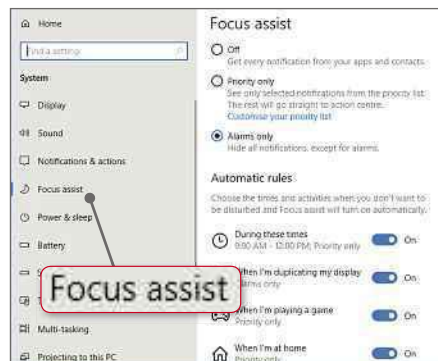 Home
Find a setting
System
Display
Sound
Notifications & actions
Focus assist
Power & sleep
Battery
S
T
Multi-tasking
Projecting to this PC
Focus assist
Focus assist
Off
Get every notification from your apps and contacts.
Priority only
See only selected notifications from the priority list.
The rest will go straight to action centre.
Customise your priority list
Alarms only
Hide all notifications, except for alarms.
Automatic rules
Choose the times and activities when you don't want to
be disturbed and Focus assist will turn on automatically.
During these times
9:00 AM - 12:00 PM; Priority only
On
When I'm duplicating my display
Alarms only
On
When I'm playing a game
Priority only
On
When I'm at home
Priority only
On